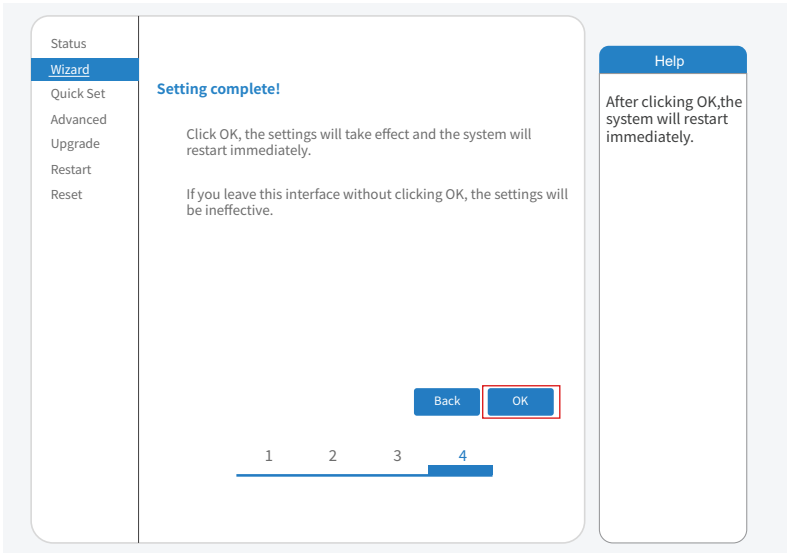 Status
Wizard
Quick Set
Advanced
Upgrade
Restart
Reset
Setting complete!
Click OK, the settings will take effect and the system will
restart immediately.
If you leave this interface without clicking OK, the settings will
be ineffective.
Back
OK
1 2 3 4
Help
After clicking OK,the
system will restart
immediately.